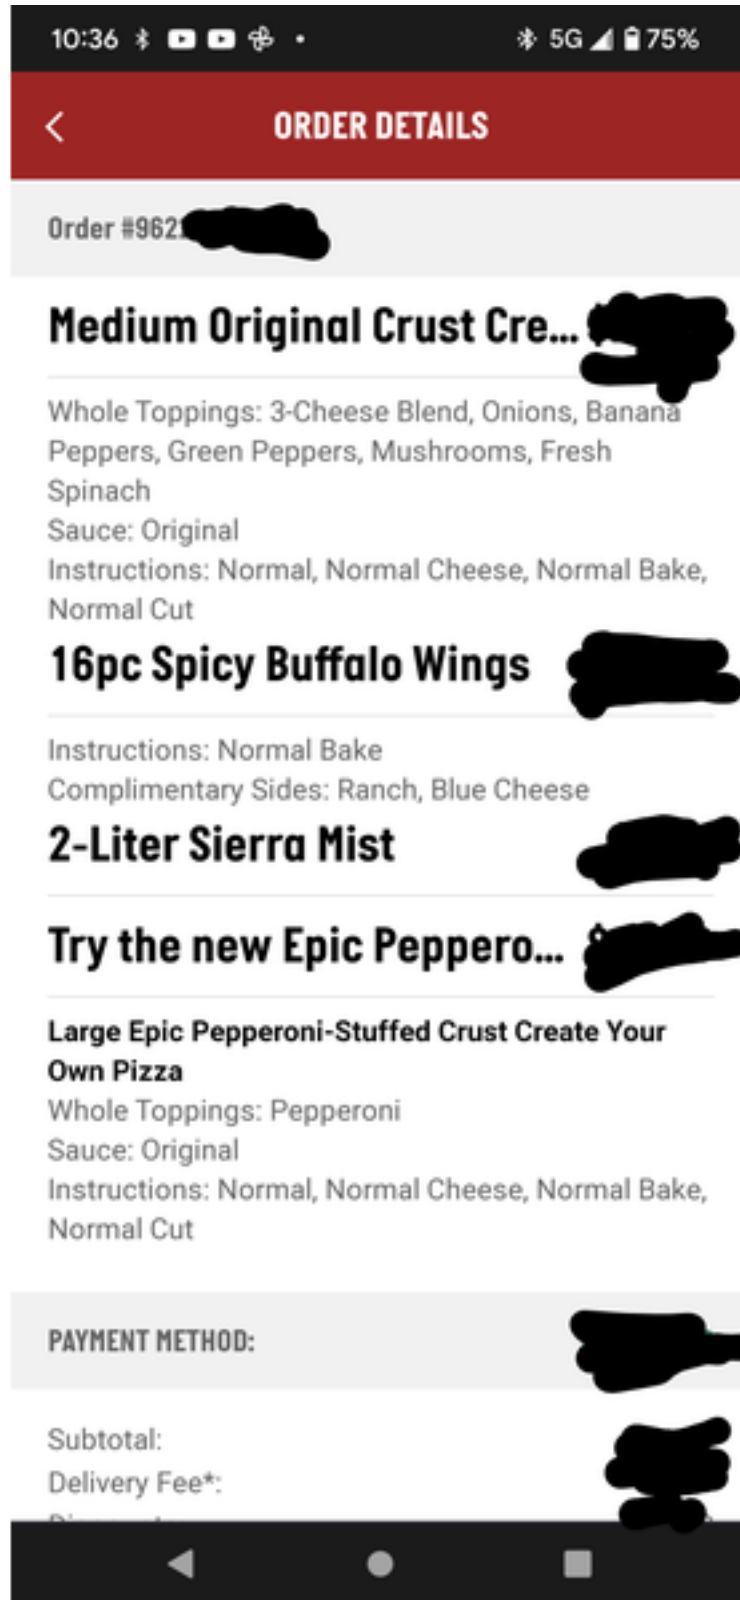 10:36 5G 75%
ORDER DETAILS
Order #962
Medium Original Crust Cre...
Whole Toppings: 3-Cheese Blend, Onions, Banana
Peppers, Green Peppers, Mushrooms, Fresh
Spinach
Sauce: Original
Instructions: Normal, Normal Cheese, Normal Bake,
Normal Cut
16pc Spicy Buffalo Wings
Instructions: Normal Bake
Complimentary Sides: Ranch, Blue Cheese
2-Liter Sierra Mist
Try the new Epic Peppero...
Large Epic Pepperoni-Stuffed Crust Create Your
Own Pizza
Whole Toppings: Pepperoni
Sauce: Original
Instructions: Normal, Normal Cheese, Normal Bake,
Normal Cut
PAYMENT METHOD:
Subtotal:
Delivery Fee*: